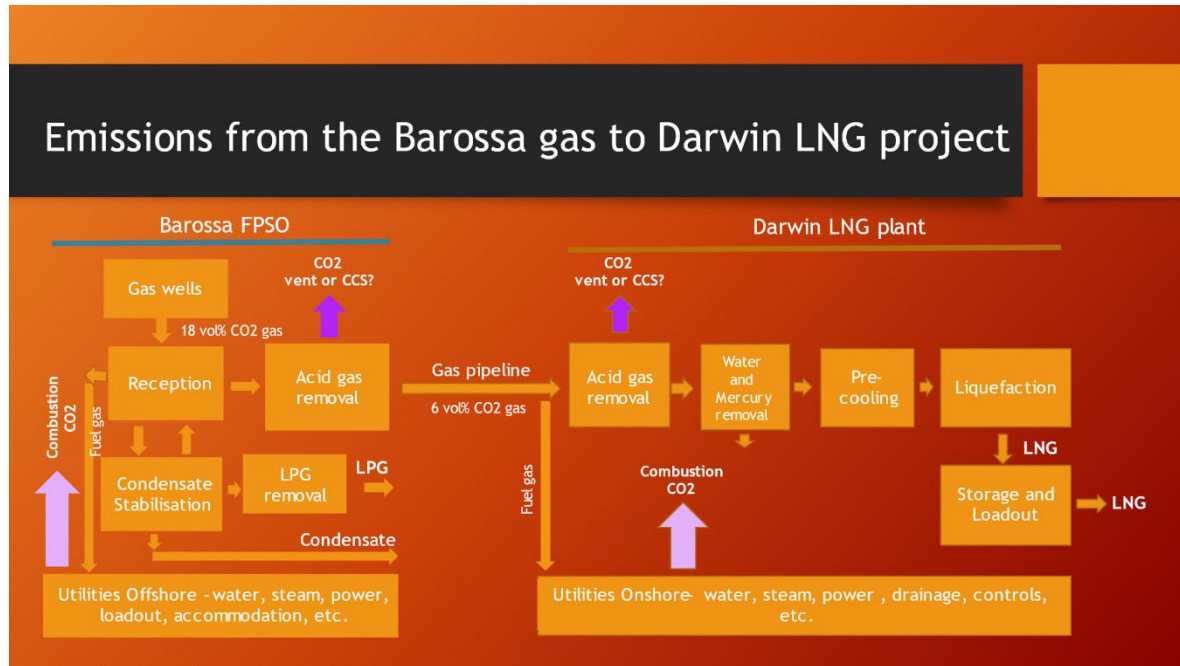 Emissions from the Barossa gas to Darwin LNG project
Barossa FPSO
Gas wells
18 vol% CO2 gas
CO2
vent or CCS?
Reception
Acid gas
removal
Combustion
CO2
Fuel gas
Condensate
Stabilisation
LPG
removal
LPG
Condensate
Utilities Offshore -water, steam, power,
loadout, accommodation, etc.
Gas pipeline
6 vol% CO2 gas
Darwin LNG plant
CO2
vent or CCS?
Acid gas
removal
Water
and
Mercury
removal
Pre-
cooling
Liquefaction
LNG
Storage and
Loadout
LNG
Fuel gas
Combustion
CO2
Utilities Onshore- water, steam, power , drainage, controls,
etc.